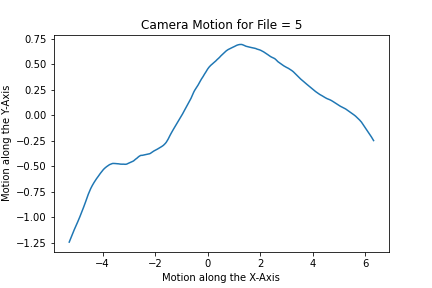 Camera Motion for File = 5
Motion along the Y-Axis
0.75
0.50
0.25
0.00
−0.25
−0.50
−0.75
−1.00
−1.25
−4 −2 0 2 4 6
Motion along the X-Axis